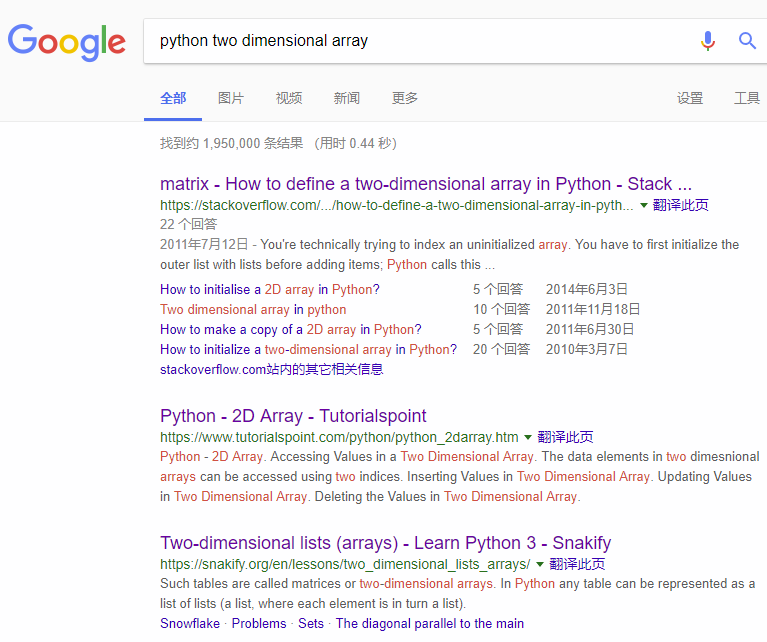 Google
python two dimensional array
全部 图片 视频 新闻 更多 设置 工具
找到约 1,950,000 条结果 （用时 0.44 秒）
matrix - How to define a two-dimensional array in Python - Stack ...
https://stackoverflow.com/.../how-to-define-a-two-dimensional-array-in-pyth... ▼ 翻译此页
22 个回答
2011年7月12日 - You're technically trying to index an uninitialized array. You have to first initialize the
outer list with lists before adding items; Python calls this ...
How to initialise a 2D array in Python? 5 个回答 2014年6月3日
Two dimensional array in python 10 个回答 2011年11月18日
How to make a copy of a 2D array in Python? 5 个回答 2011年6月30日
How to initialize a two-dimensional array in Python? 20 个回答 2010年3月7日
stackoverflow.com站内的其它相关信息
Python - 2D Array - Tutorialspoint
https://www.tutorialspoint.com/python/python_2darray.htm ▼ 翻译此页
Python - 2D Array. Accessing Values in a Two Dimensional Array. The data elements in two dimesnional
arrays can be accessed using two indices. Inserting Values in Two Dimensional Array. Updating Values
in Two Dimensional Array. Deleting the Values in Two Dimensional Array.
Two-dimensional lists (arrays) - Learn Python 3 - Snakify
https://snakify.org/en/lessons/two_dimensional_lists_arrays/ ▼ 翻译此页
Such tables are called matrices or two-dimensional arrays. In Python any table can be represented as a
list of lists (a list, where each element is in turn a list).
Snowflake · Problems · Sets · The diagonal parallel to the main